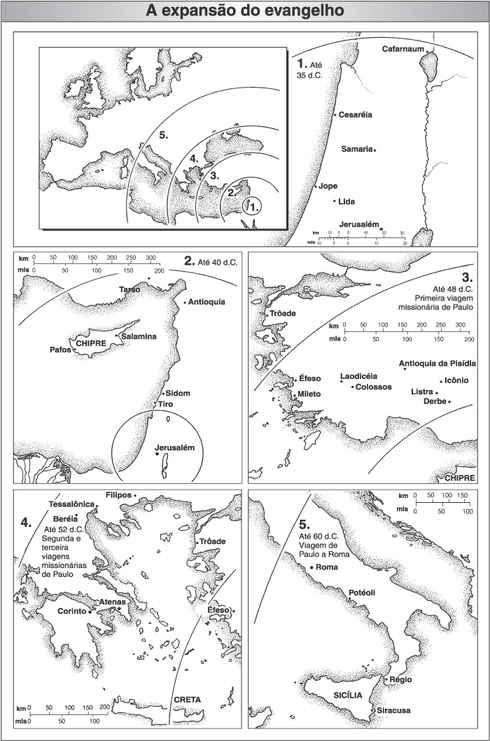 A expansão do evangelho
1. Até
35 d.C.
Cafarnaum
Cesaréia
Samaria
Jope
Lida
Jerusalém
5.
4.
3.
2.
1.
km
mls
2. Até 40 d.C.
km 0 50 100 150 200 250 300
mls 0 50 100 150 200
Tarso
Antioquia
CHIPRE
Salamina
Pafos
Sidom
Tiro
Jerusalém
3.
Até 48 d.C.
Primeira viagem
missionária de Paulo
km 0 50 100 150 200 250 300
mls 0 50 100 150 200
Trôade
Antioquia da Pisídia
Éfeso
Laodicéia
Icônio
Mileto
Colossos
Listra
Derbe
CHIPRE
4.
Filipos
Tessalônica
Beréia
Até 52 d.C.
Segunda e
terceira
viagens
missionárias
de Paulo
Trôade
Atenas
Corinto
Éfeso
CRETA
km 0 50 100 150 200
mls 0 50 100
km 0 50 100 150
mls 0 50 100
5.
Até 60 d.C.
Viagem de
Paulo a Roma
Roma
Potéoli
Régio
SICÍLIA
Siracusa